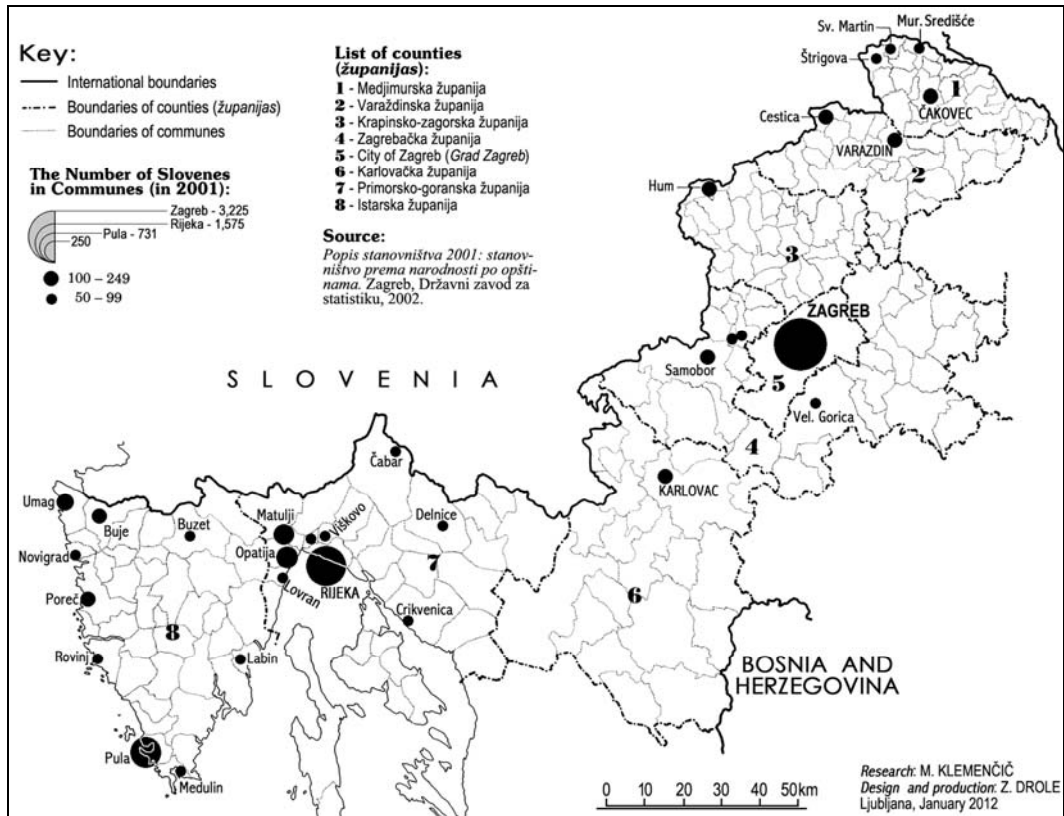 Key:
International boundaries
Boundaries of counties (županijas)
Boundaries of communes
The Number of Slovenes
in Communes (in 2001):
Zagreb - 3,225
Rijeka - 1,575
Pula - 731
250
100 – 249
50 – 99
List of counties
(županijas):
1 - Medjimurska županija
2 - Varaždinska županija
3 - Krapinsko-zagorska županija
4 - Zagrebačka županija
5 - City of Zagreb (Grad Zagreb)
6 - Karlovačka županija
7 - Primorsko-goranska županija
8 - Istarska županija
Source:
Popis stanovništva 2001: stanov-
ništvo prema narodnosti po opšti-
nama. Zagreb, Državni zavod za
statistiku, 2002.
Mur. Središće
Sv. Martin
Štrigova
1
ČAKOVEC
Cestica
VARAZDIN
2
Hum
3
ZAGREB
Samobor
5
Vel. Gorica
4
SLOVENIA
Čabar
KARLOVAC
Umag
Buje
Buzet
Matulji
Viškovo
Delnice
Novigrad
Opatija
RIJEKA
7
Lovran
Poreč
Crikvenica
6
8
Rovinj
Labin
BOSNIA AND
HERZEGOVINA
Pula
Medulin
0 10 20 30 40 50km
Research: M. KLEMENČIČ
Design and production: Z. DROLE
Ljubljana, January 2012